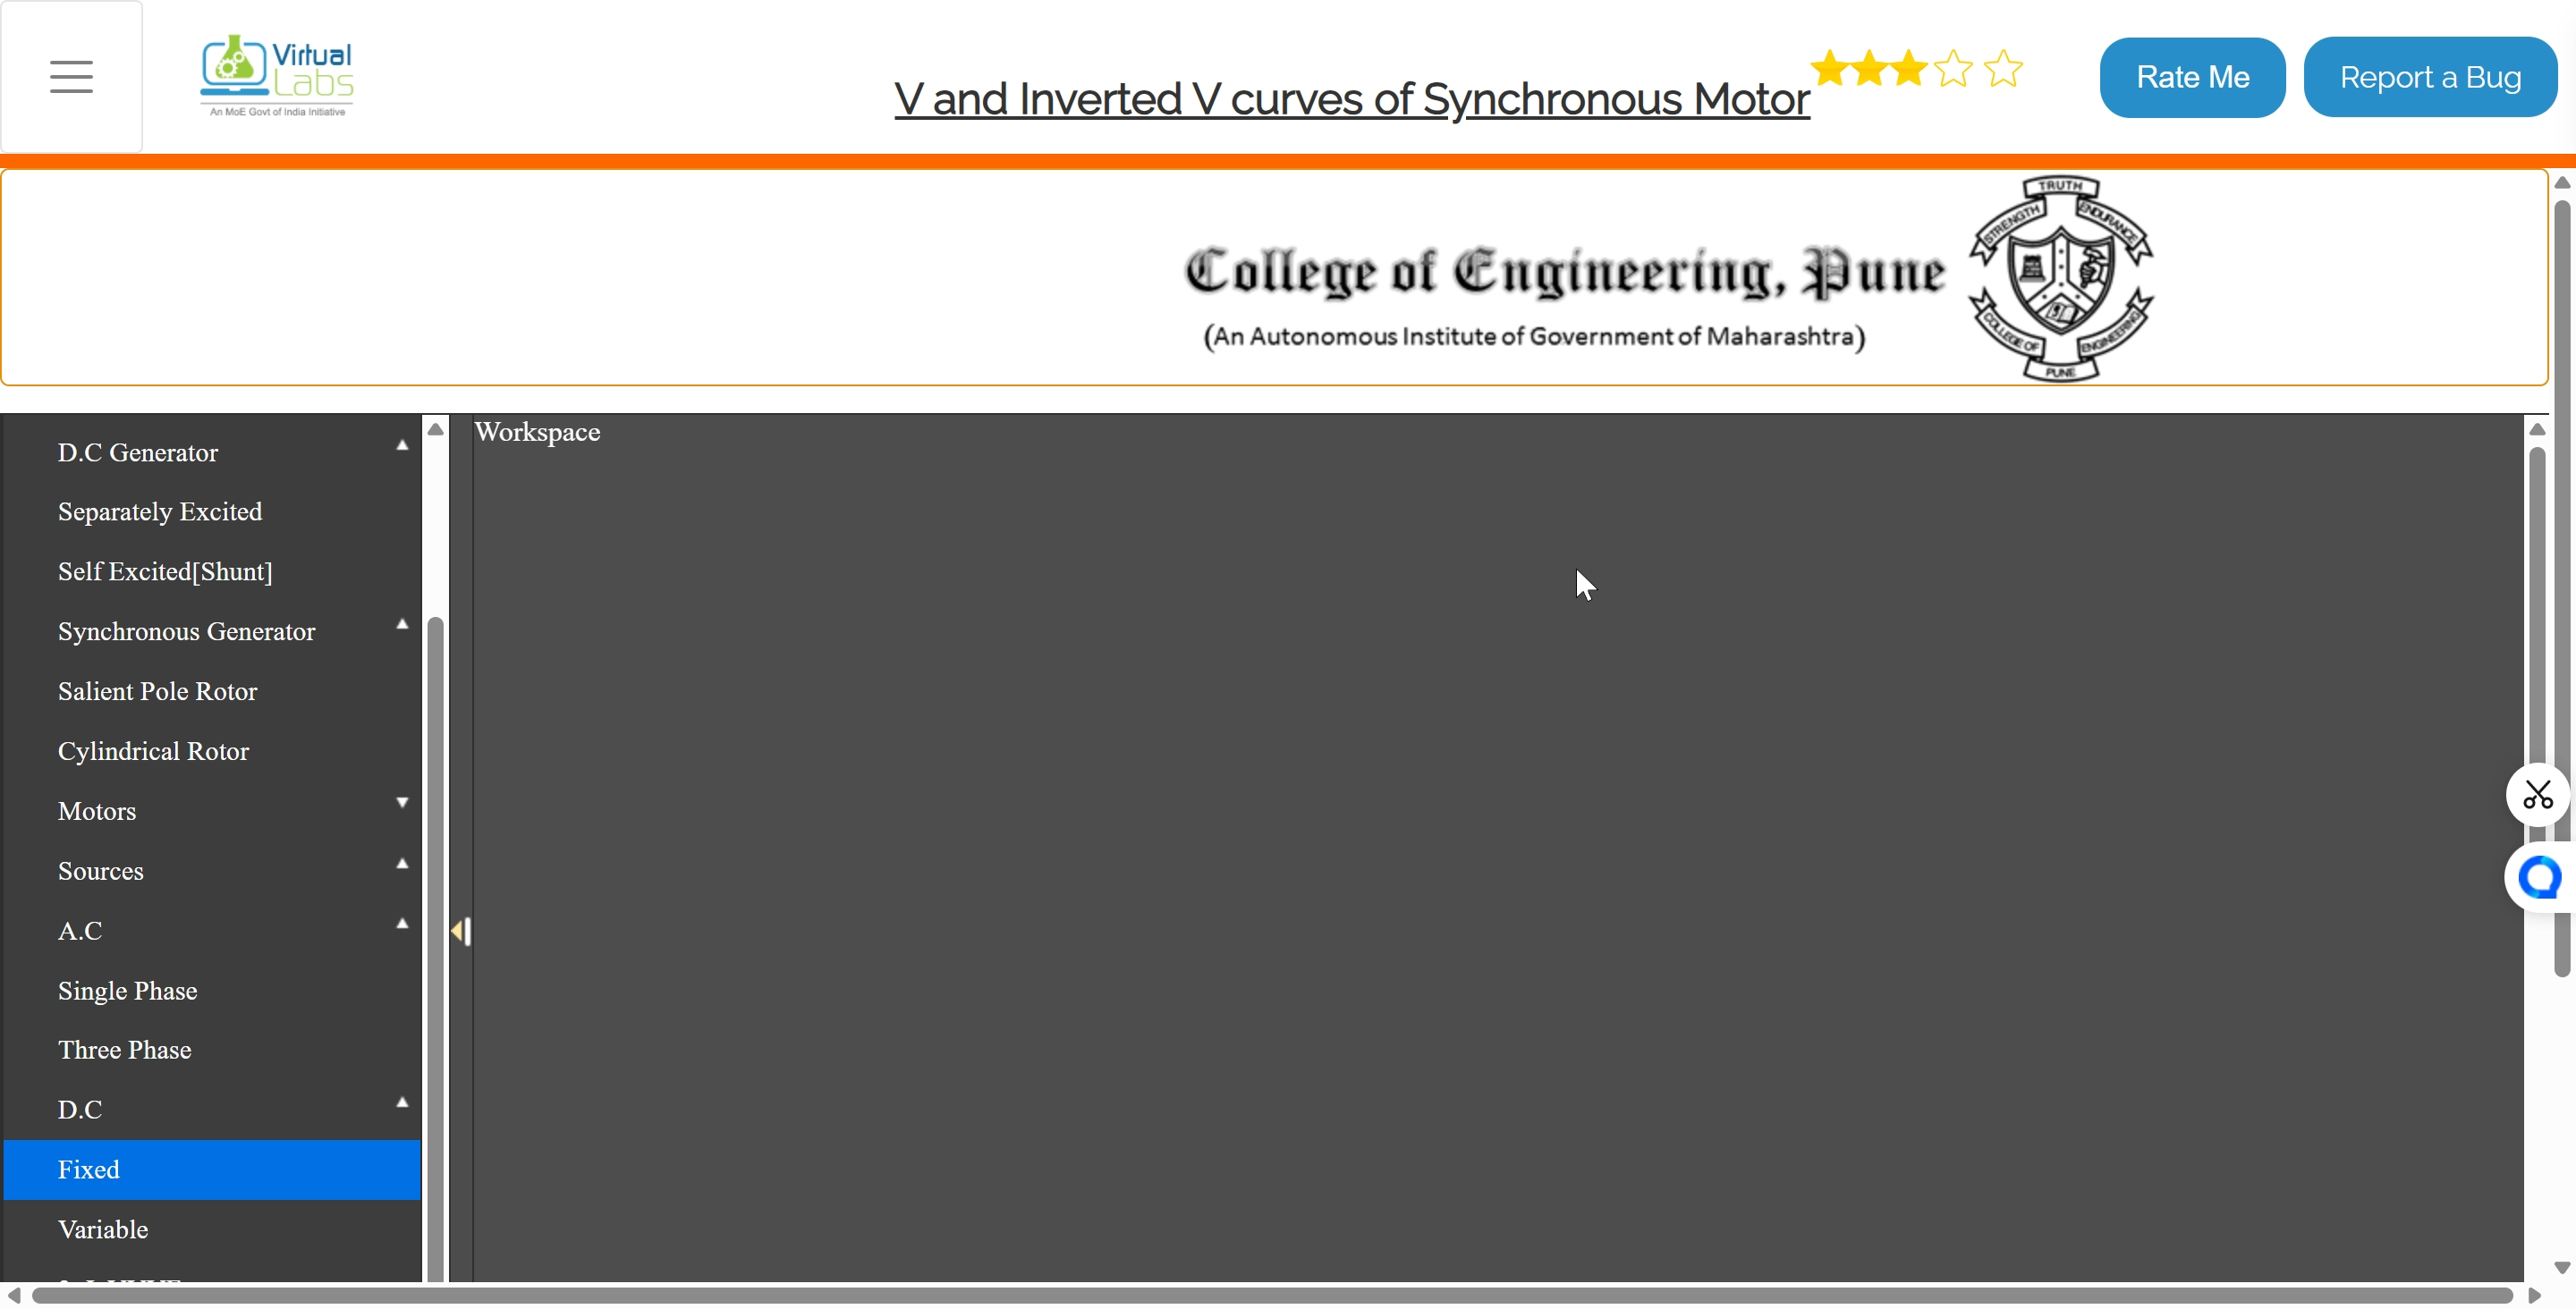 Virtual
Labs
An MoE Govt of India Initiative
V and Inverted V curves of Synchronous Motor
Rate Me
Report a Bug
College of Engineering, Pune
(An Autonomous Institute of Government of Maharashtra)
TRUTH
STRENGTH
ENDURANCE
COLLEGE OF
ENGINEERING
PUNE
Workspace
D.C Generator
Separately Excited
Self Excited[Shunt]
Synchronous Generator
Salient Pole Rotor
Cylindrical Rotor
Motors
Sources
A.C
Single Phase
Three Phase
D.C
Fixed
Variable